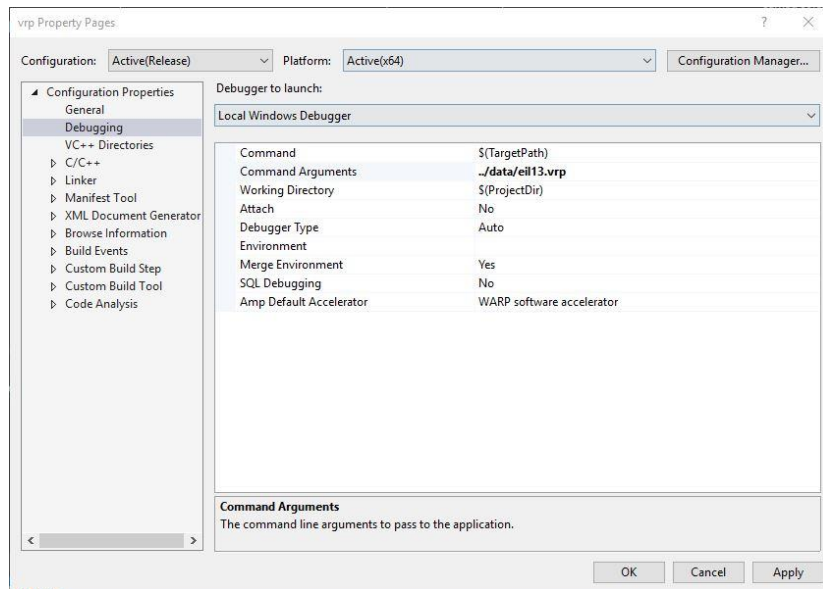 vrp Property Pages
Configuration: Active(Release) Platform: Active(x64) Configuration Manager...
Configuration Properties
General
Debugging
VC++ Directories
C/C++
Linker
Manifest Tool
XML Document Generator
Browse Information
Build Events
Custom Build Step
Custom Build Tool
Code Analysis
Debugger to launch:
Local Windows Debugger
Command $(TargetPath)
Command Arguments ../data/eil13.vrp
Working Directory $(ProjectDir)
Attach No
Debugger Type Auto
Environment
Merge Environment Yes
SQL Debugging No
Amp Default Accelerator WARP software accelerator
Command Arguments
The command line arguments to pass to the application.
OK Cancel Apply